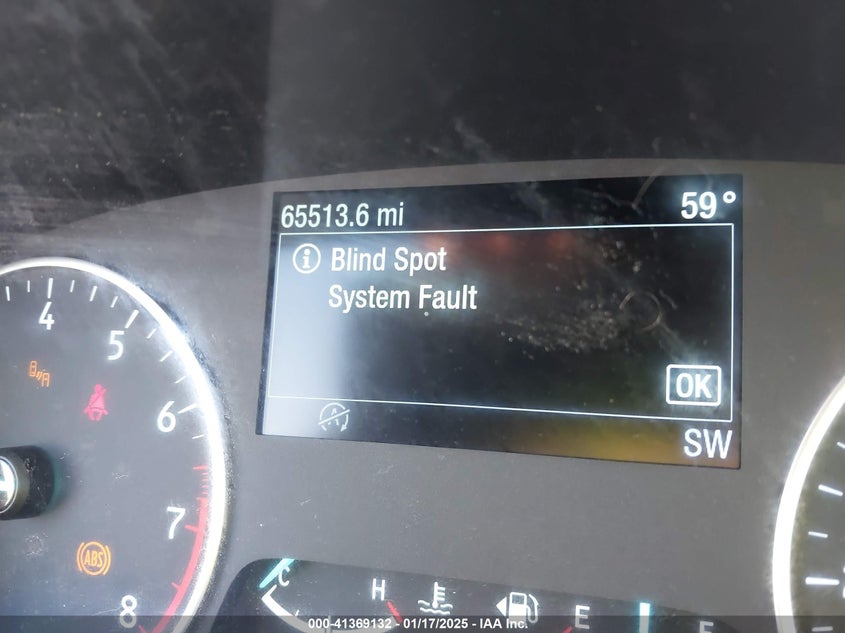 65513.6 mi
59°
Blind Spot
System Fault
OK
SW
4
5
6
7
8
ABS
C
H
E
000-41369132 - 01/17/2025 - IAA Inc.